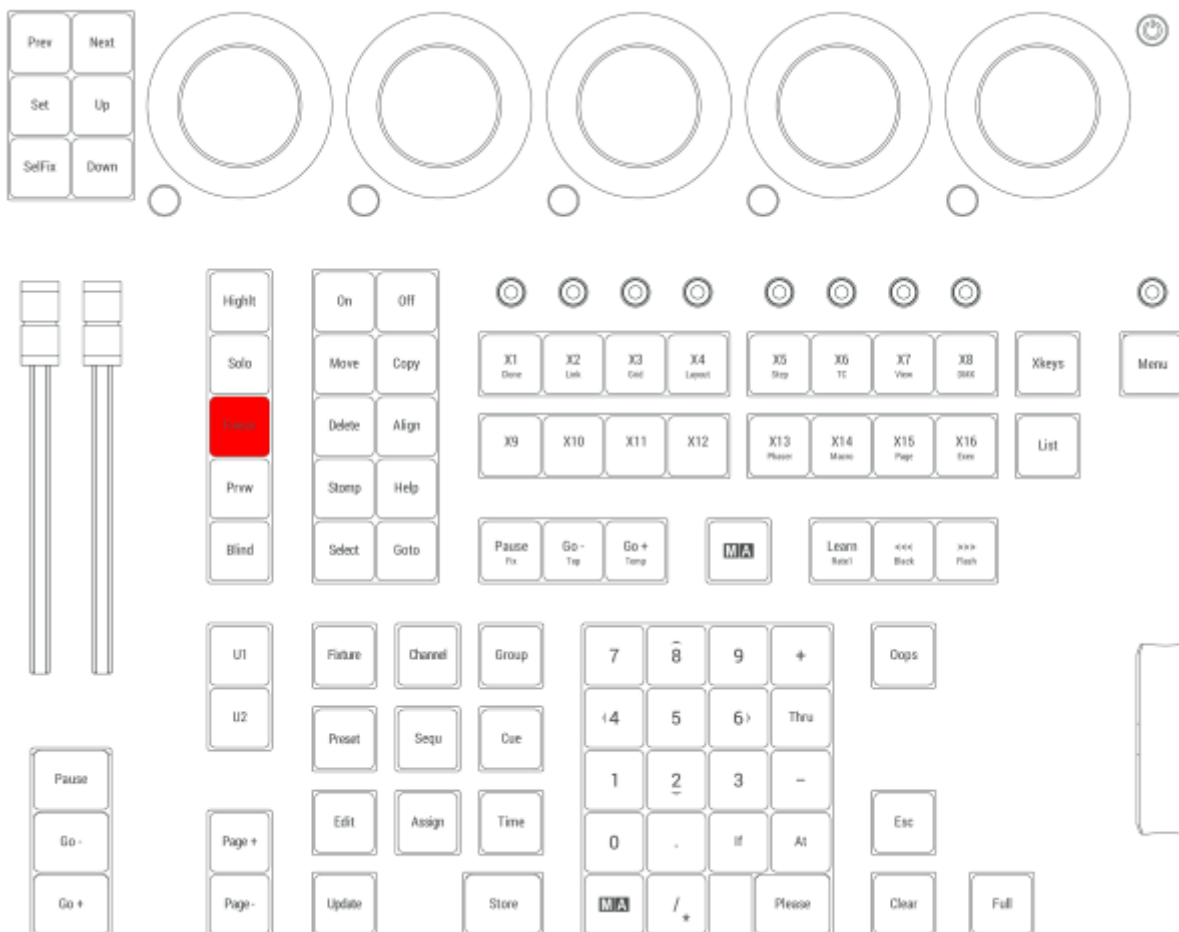 Prev Next
Set Up
SelFix Down
Highlt On Off
Solo Move Copy
X1 X2 X3 X4 X5 X6 X7 X8 Xkeys Menu
Clone Link Grid Layout Step TC View DMX
Freeze Delete Align
X9 X10 X11 X12 X13 X14 X15 X16 List
Phaser Macro Page Exec
Prvw Stomp Help
Blind Select Goto
Pause Go - Go + MA Learn <<< >>>
Fix Top Temp Rate1 Black Flash
U1 Fixture Channel Group 7 8 9 + Oops
U2 Preset Sequ Cue 4 5 6 Thru
Pause 1 2 3 -
Go - Page + Edit Assign Time 0 . If At Esc
Go + Page- Update Store MA / * Please Clear Full